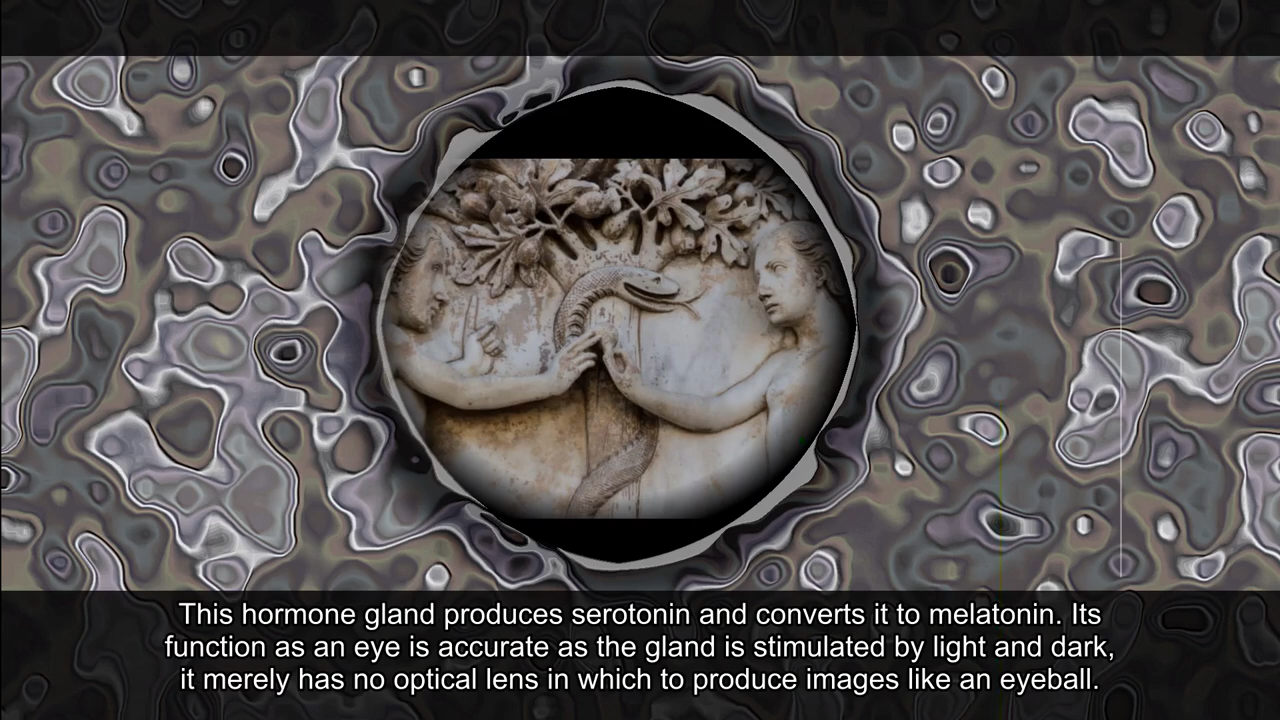 This hormone gland produces serotonin and converts it to melatonin. Its
function as an eye is accurate as the gland is stimulated by light and dark,
it merely has no optical lens in which to produce images like an eyeball.